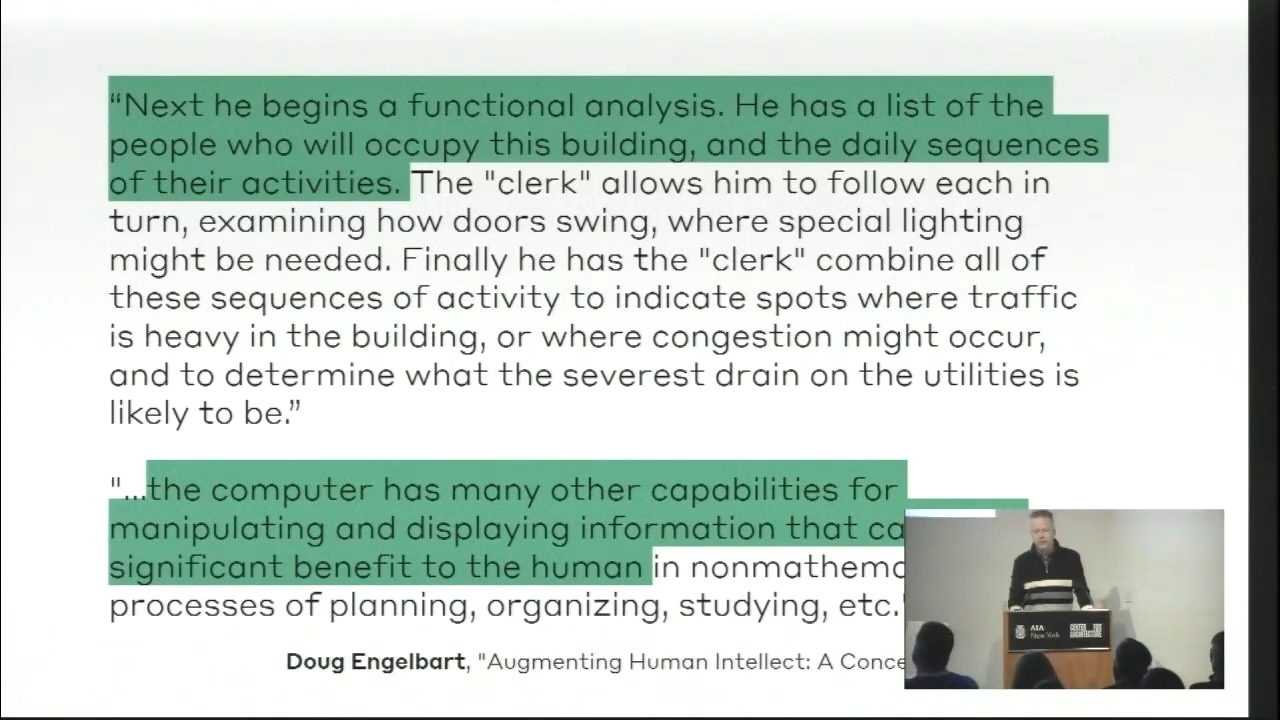 “Next he begins a functional analysis. He has a list of the
people who will occupy this building, and the daily sequences
of their activities. The "clerk" allows him to follow each in
turn, examining how doors swing, where special lighting
might be needed. Finally he has the "clerk" combine all of
these sequences of activity to indicate spots where traffic
is heavy in the building, or where congestion might occur,
and to determine what the severest drain on the utilities is
likely to be.”
"...the computer has many other capabilities for
manipulating and displaying information that
significant benefit to the human in
processes of planning, organizing, studying, etc.
Doug Engelbart, "Augmenting Human Intellect: A
AIA
New York
CENTER FOR
ARCHITECTURE